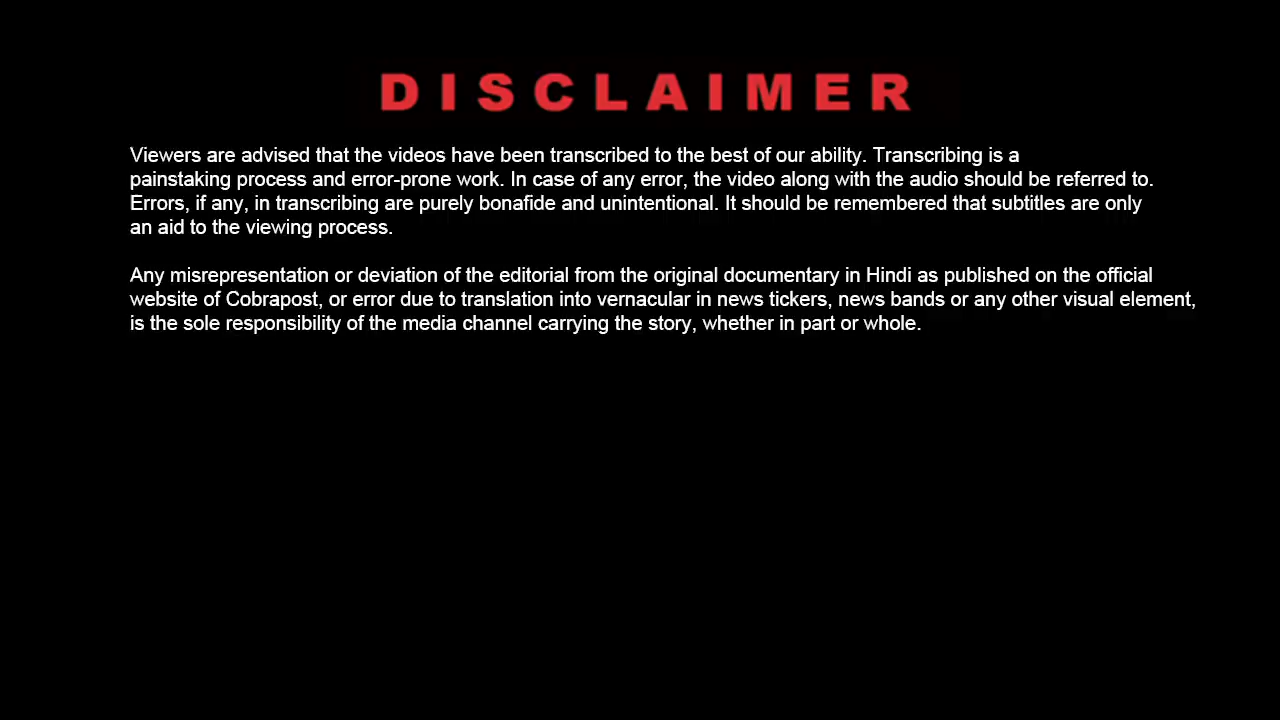 DISCLAIMER
Viewers are advised that the videos have been transcribed to the best of our ability. Transcribing is a
painstaking process and error-prone work. In case of any error, the video along with the audio should be referred to.
Errors, if any, in transcribing are purely bonafide and unintentional. It should be remembered that subtitles are only
an aid to the viewing process.
Any misrepresentation or deviation of the editorial from the original documentary in Hindi as published on the official
website of Cobrapost, or error due to translation into vernacular in news tickers, news bands or any other visual element,
is the sole responsibility of the media channel carrying the story, whether in part or whole.